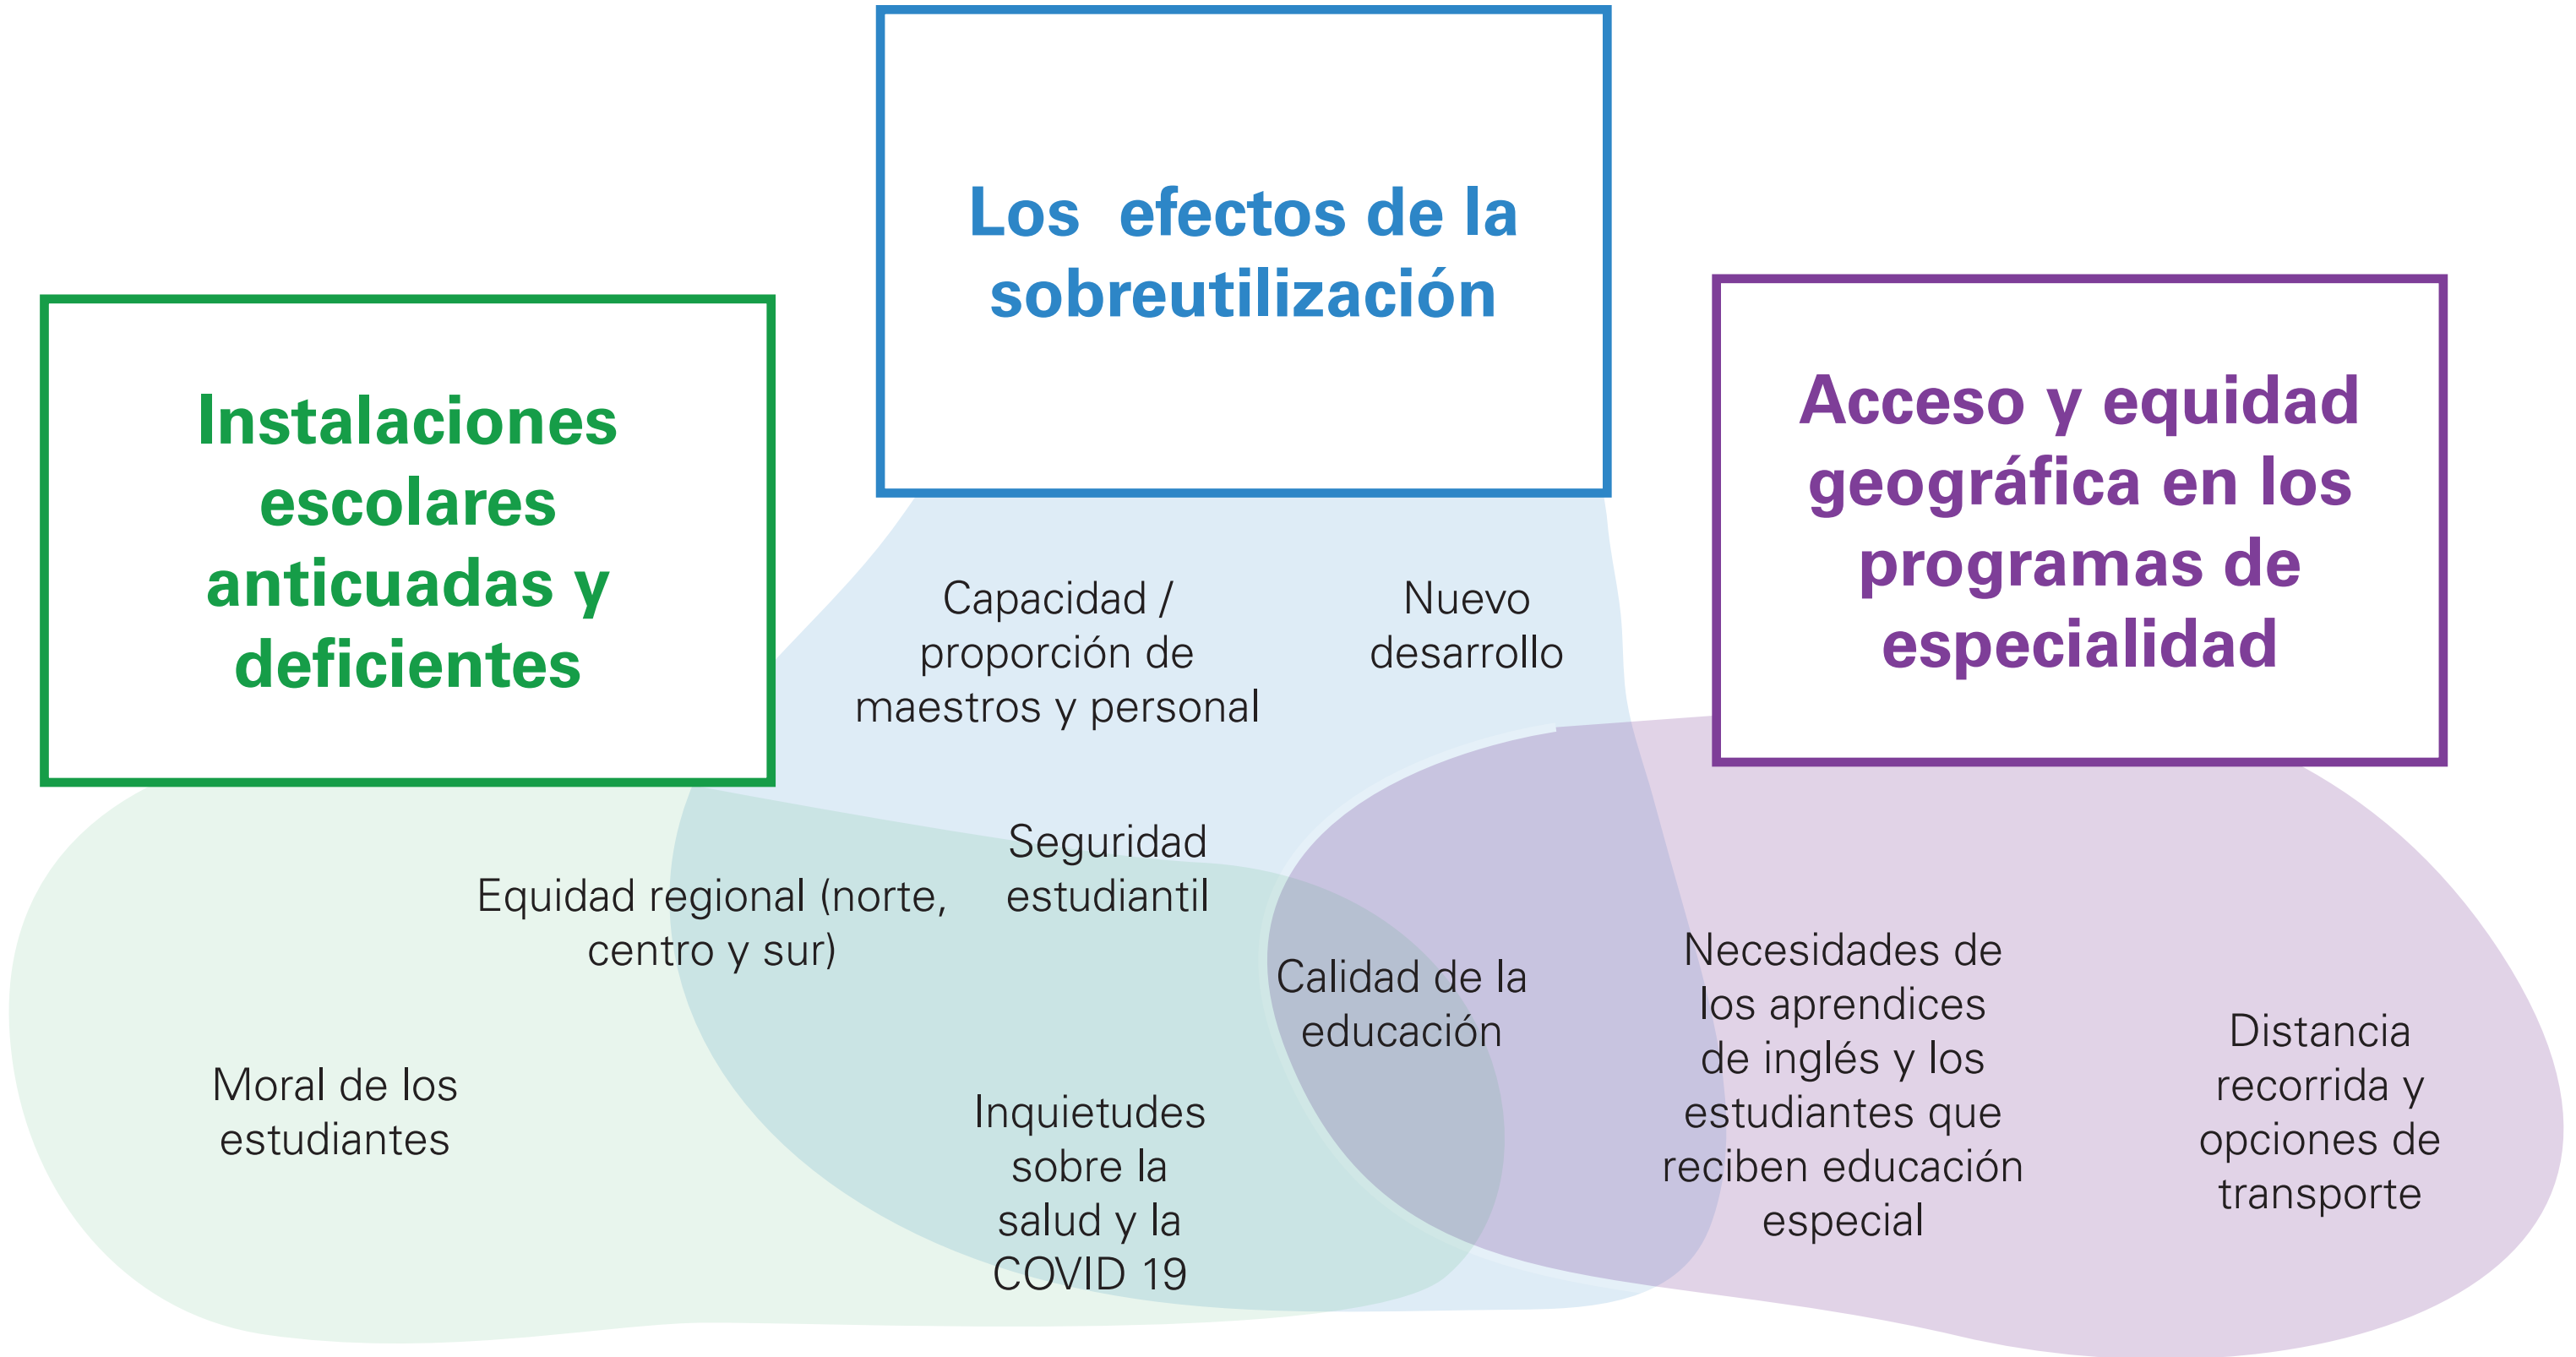 Los efectos de la
sobreutilización
Instalaciones
escolares
anticuadas y
deficientes
Acceso y equidad
geográfica en los
programas de
especialidad
Capacidad /
proporción de
maestros y personal
Nuevo
desarrollo
Equidad regional (norte,
centro y sur)
Seguridad
estudiantil
Moral de los
estudiantes
Inquietudes
sobre la
salud y la
COVID 19
Calidad de la
educación
Necesidades de
los aprendices
de inglés y los
estudiantes que
reciben educación
especial
Distancia
recorrida y
opciones de
transporte